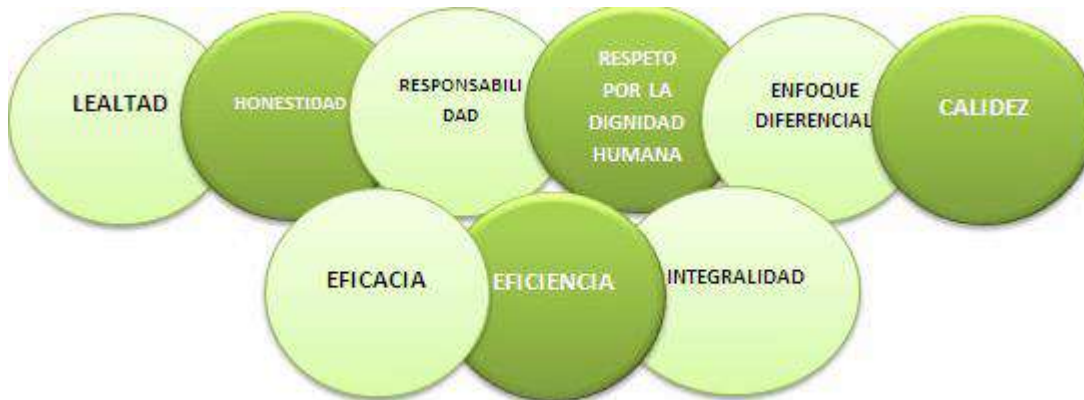 LEALTAD
HONESTIDAD
RESPONSABILI
DAD
RESPETO
POR LA
DIGNIDAD
HUMANA
ENFOQUE
DIFERENCIAL
CALIDEZ
EFICACIA
EFICIENCIA
INTEGRALIDAD